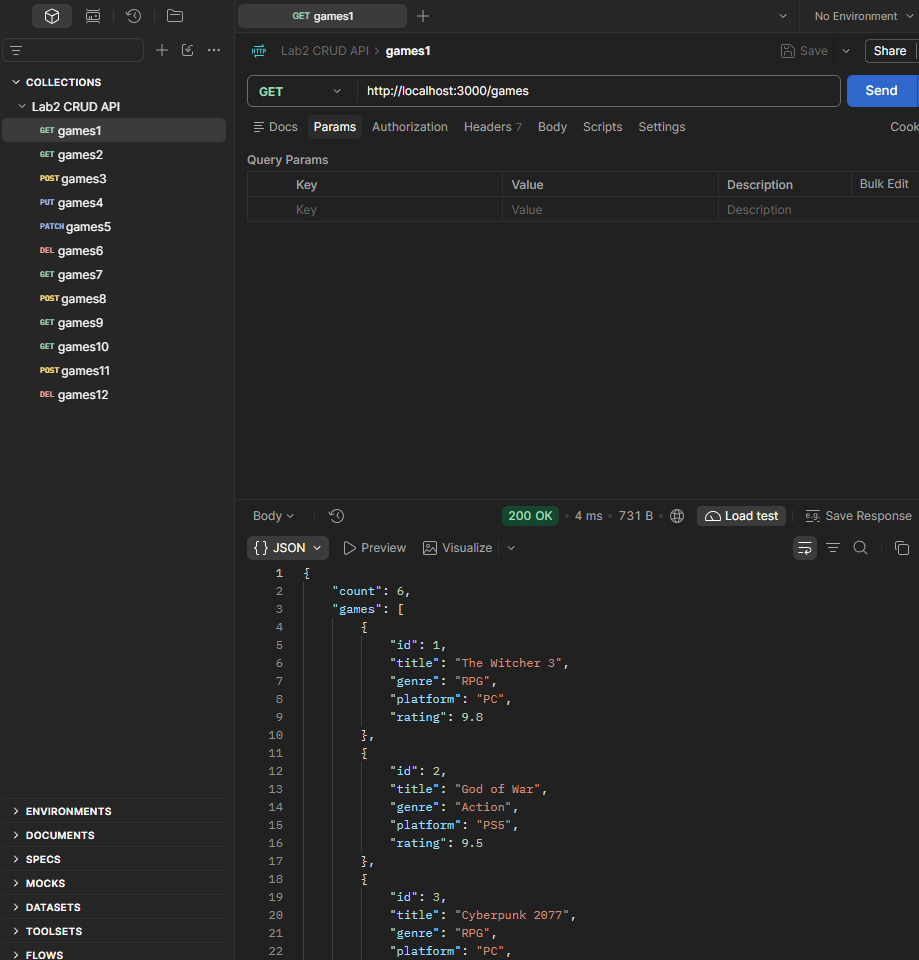 GET games1
No Environment
COLLECTIONS
Lab2 CRUD API
GET games1
GET games2
POST games3
PUT games4
PATCH games5
DEL games6
GET games7
POST games8
GET games9
GET games10
POST games11
DEL games12
ENVIRONMENTS
DOCUMENTS
SPECS
MOCKS
DATASETS
TOOLSETS
FLOWS
HTTP Lab2 CRUD API > games1
Save
Share
GET http://localhost:3000/games
Send
Docs Params Authorization Headers 7 Body Scripts Settings
Cook
Query Params
Key Value Description Bulk Edit
Key Value Description
Body 200 OK • 4 ms • 731 B • Load test e.g. Save Response
{} JSON Preview Visualize
1 {
2 "count": 6,
3 "games": [
4 {
5 "id": 1,
6 "title": "The Witcher 3",
7 "genre": "RPG",
8 "platform": "PC",
9 "rating": 9.8
10 },
11 {
12 "id": 2,
13 "title": "God of War",
14 "genre": "Action",
15 "platform": "PS5",
16 "rating": 9.5
17 },
18 {
19 "id": 3,
20 "title": "Cyberpunk 2077",
21 "genre": "RPG",
22 "platform": "PC",